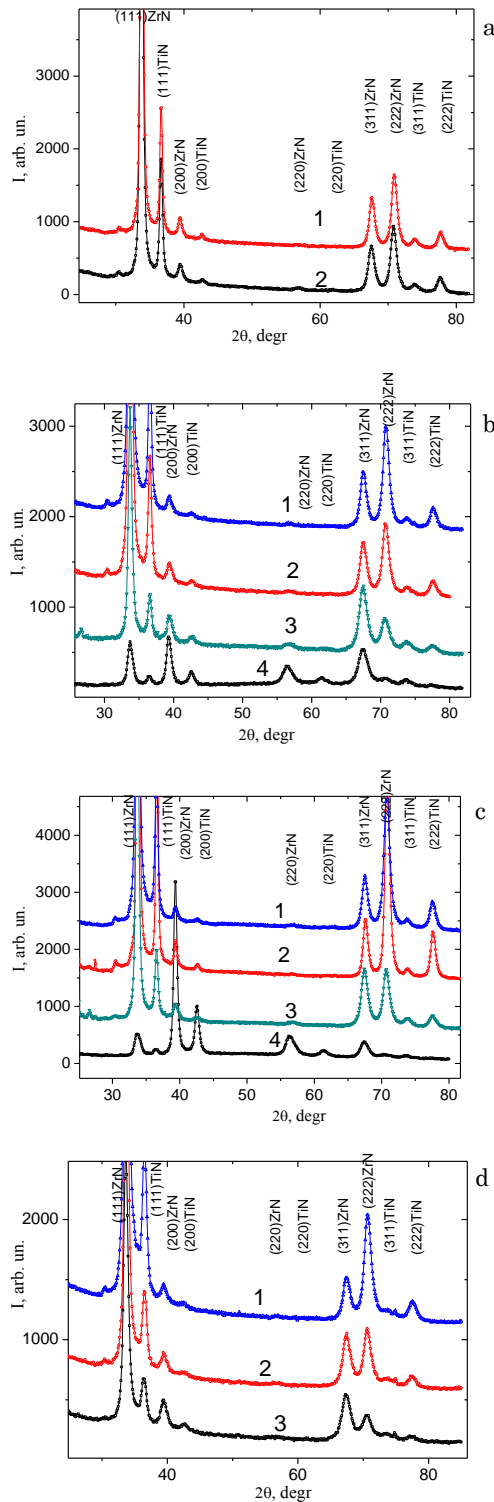 a
(111)ZrN
(111)TiN
(200)ZrN
(200)TiN
(220)ZrN
(220)TiN
(311)ZrN
(222)ZrN
(311)TiN
(222)TiN
I, arb. un.
3000
2000
1000
0
1
2
40
60
80
2θ, degr
b
(111)ZrN
(111)TiN
(200)ZrN
(200)TiN
(220)ZrN
(220)TiN
(311)ZrN
(222)ZrN
(311)TiN
(222)TiN
I, arb. un.
3000
2000
1000
1
2
3
4
30
40
50
60
70
80
2θ, degr
c
(111)ZrN
(111)TiN
(200)ZrN
(200)TiN
(220)ZrN
(220)TiN
(311)ZrN
(222)ZrN
(311)TiN
(222)TiN
I, arb. un.
4000
3000
2000
1000
0
1
2
3
4
30
40
50
60
70
80
2θ, degr
d
(111)ZrN
(111)TiN
(200)ZrN
(200)TiN
(220)ZrN
(220)TiN
(311)ZrN
(222)ZrN
(311)TiN
(222)TiN
I, arb. un.
2000
1000
1
2
3
40
60
80
2θ, degr